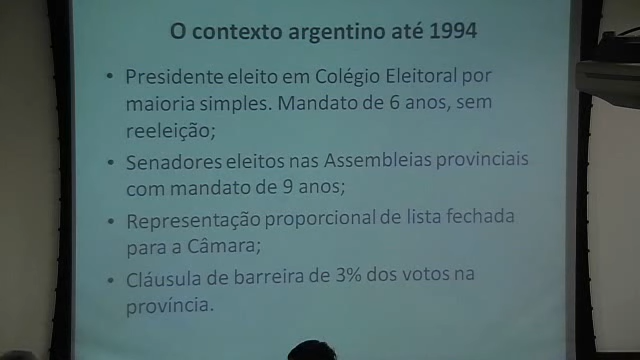 O contexto argentino até 1994
• Presidente eleito em Colégio Eleitoral por
maioria simples. Mandato de 6 anos, sem
reeleição;
• Senadores eleitos nas Assembleias provinciais
com mandato de 9 anos;
• Representação proporcional de lista fechada
para a Câmara;
• Cláusula de barreira de 3% dos votos na
província.